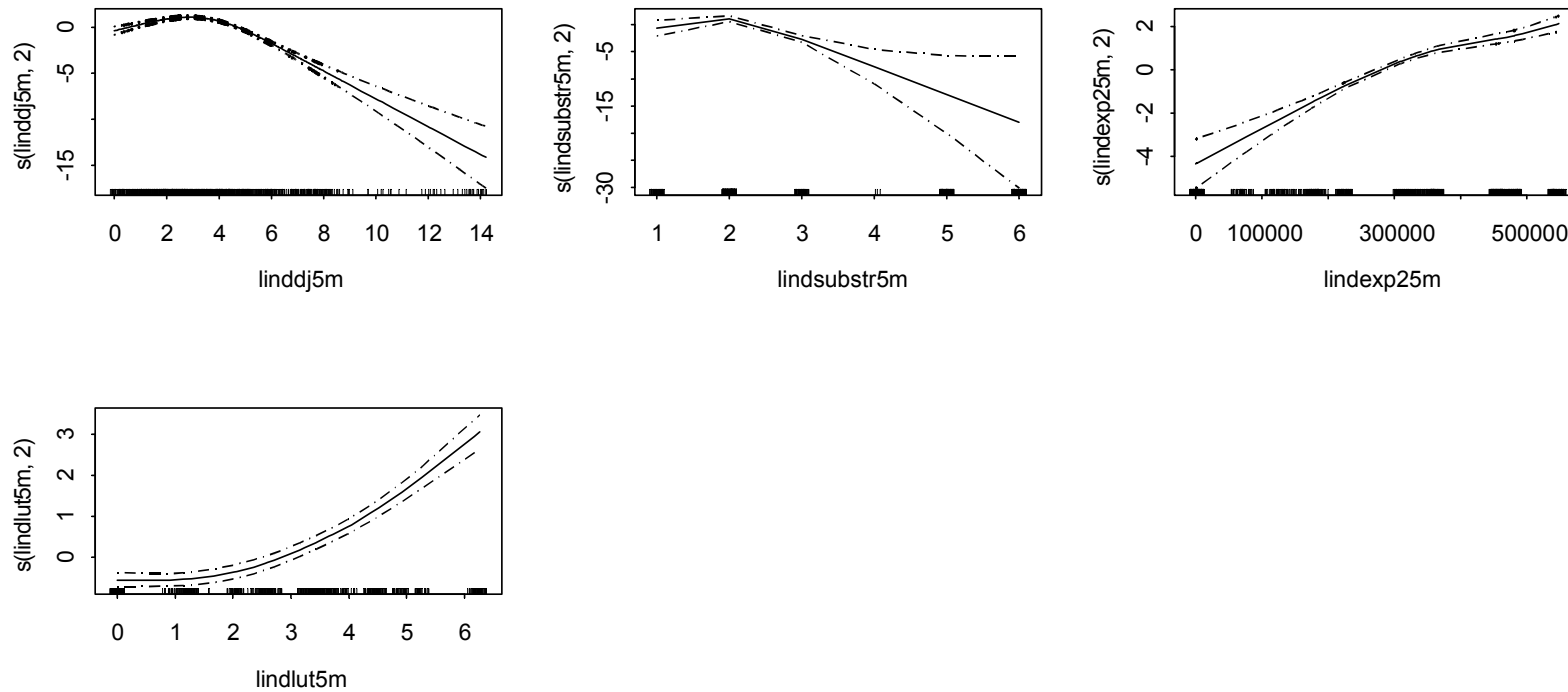 s(linddj5m, 2)
0
-5
-15
0 2 4 6 8 10 12 14
linddj5m
s(lindsubstr5m, 2)
-5
-15
-30
1 2 3 4 5 6
lindsubstr5m
s(lindexp25m, 2)
2
0
-2
-4
0 100000 300000 500000
lindexp25m
s(lindlut5m, 2)
3
2
1
0
0 1 2 3 4 5 6
lindlut5m